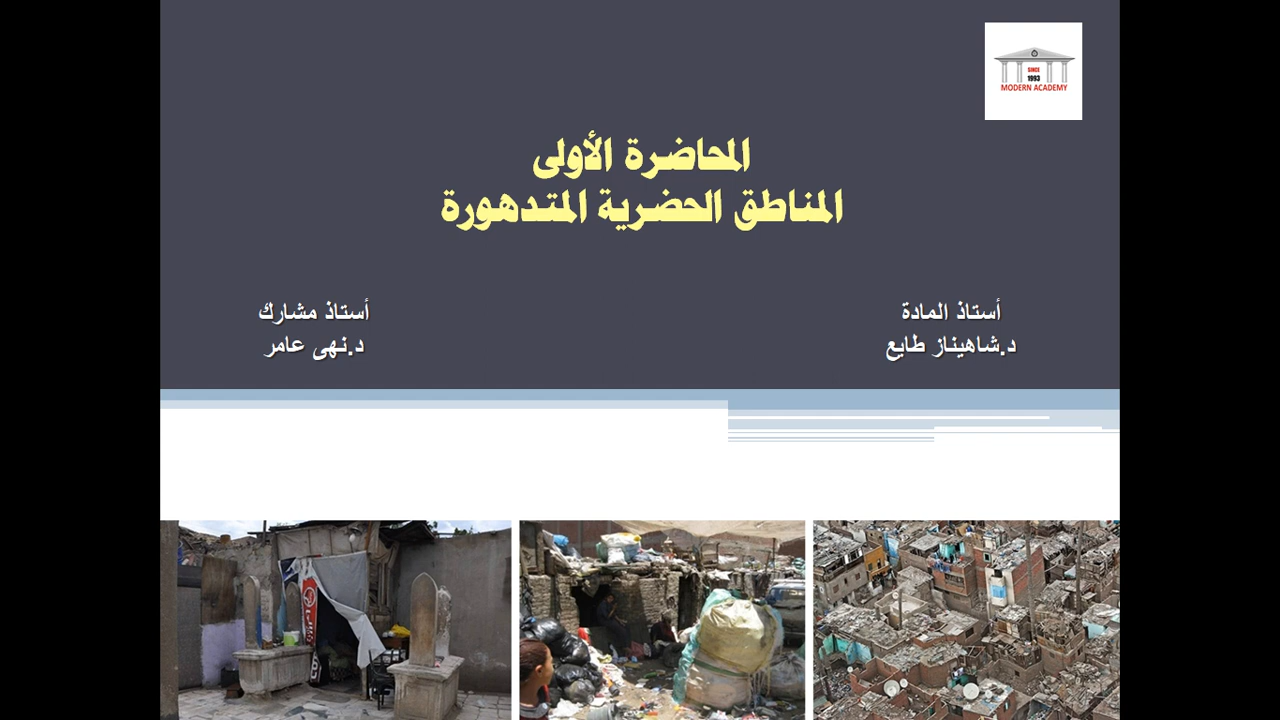 SINCE
1993
MODERN ACADEMY
المحاضرة الأولى
المناطق الحضرية المتدهورة
أستاذ المادة
د.شاهيناز طايع
أستاذ مشارك
د.نهى عامر